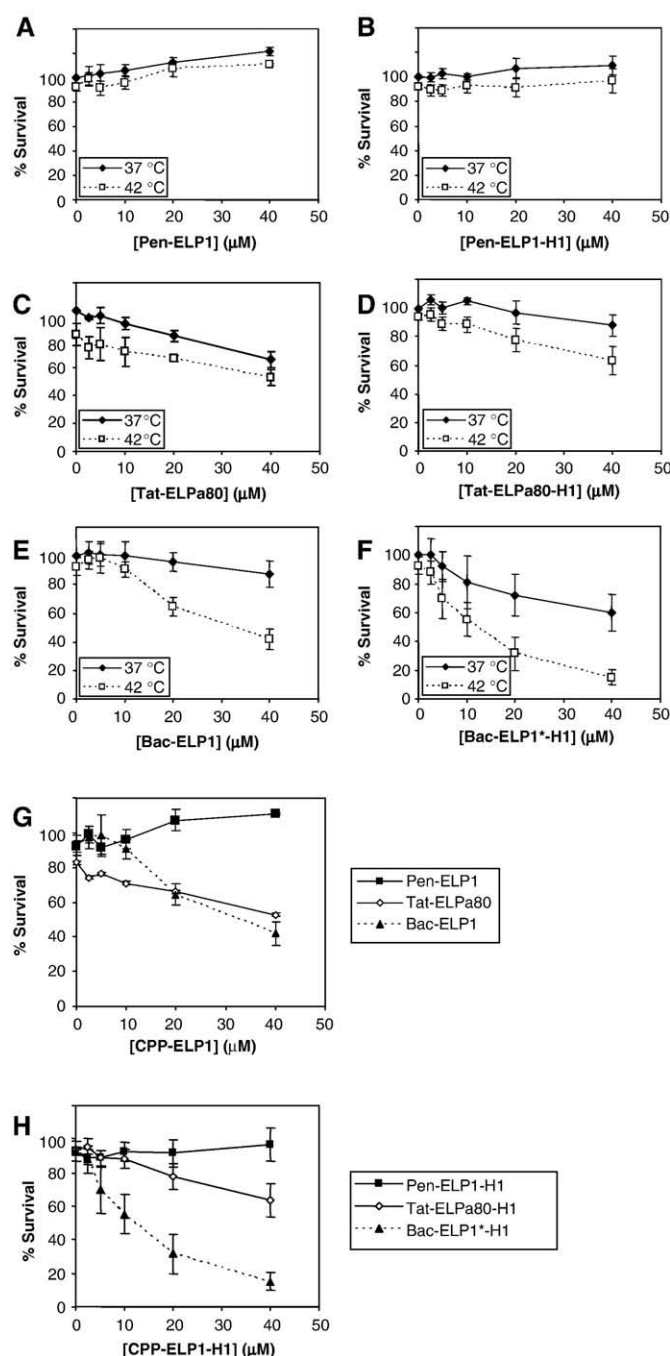 A
% Survival
100
80
60
40
20
0
37 °C
42 °C
0 10 20 30 40 50
[Pen-ELP1] (µM)
B
% Survival
100
80
60
40
20
0
37 °C
42 °C
0 10 20 30 40 50
[Pen-ELP1-H1] (µM)
C
% Survival
100
80
60
40
20
0
37°C
42°C
0 10 20 30 40 50
[Tat-ELPa80] (µM)
D
% Survival
100
80
60
40
20
0
37 °C
42 °C
0 10 20 30 40 50
[Tat-ELPa80-H1] (µM)
E
% Survival
100
80
60
40
20
0
37 °C
42 °C
0 10 20 30 40 50
[Bac-ELP1] (µM)
F
% Survival
100
80
60
40
20
0
37 °C
42 °C
0 10 20 30 40 50
[Bac-ELP1*-H1] (µM)
G
% Survival
100
80
60
40
20
0
0 10 20 30 40 50
[CPP-ELP1] (µM)
Pen-ELP1
Tat-ELPa80
Bac-ELP1
H
% Survival
100
80
60
40
20
0
0 10 20 30 40 50
[CPP-ELP1-H1] (µM)
Pen-ELP1-H1
Tat-ELPa80-H1
Bac-ELP1*-H1